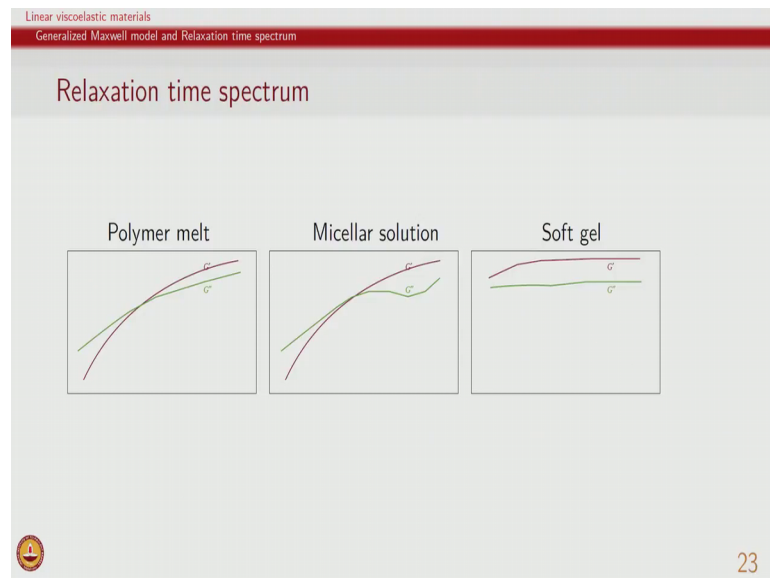 Linear viscoelastic materials
Generalized Maxwell model and Relaxation time spectrum
Relaxation time spectrum
Polymer melt
Micellar solution
Soft gel
G'
G'
G'
G"
G"
G"
23